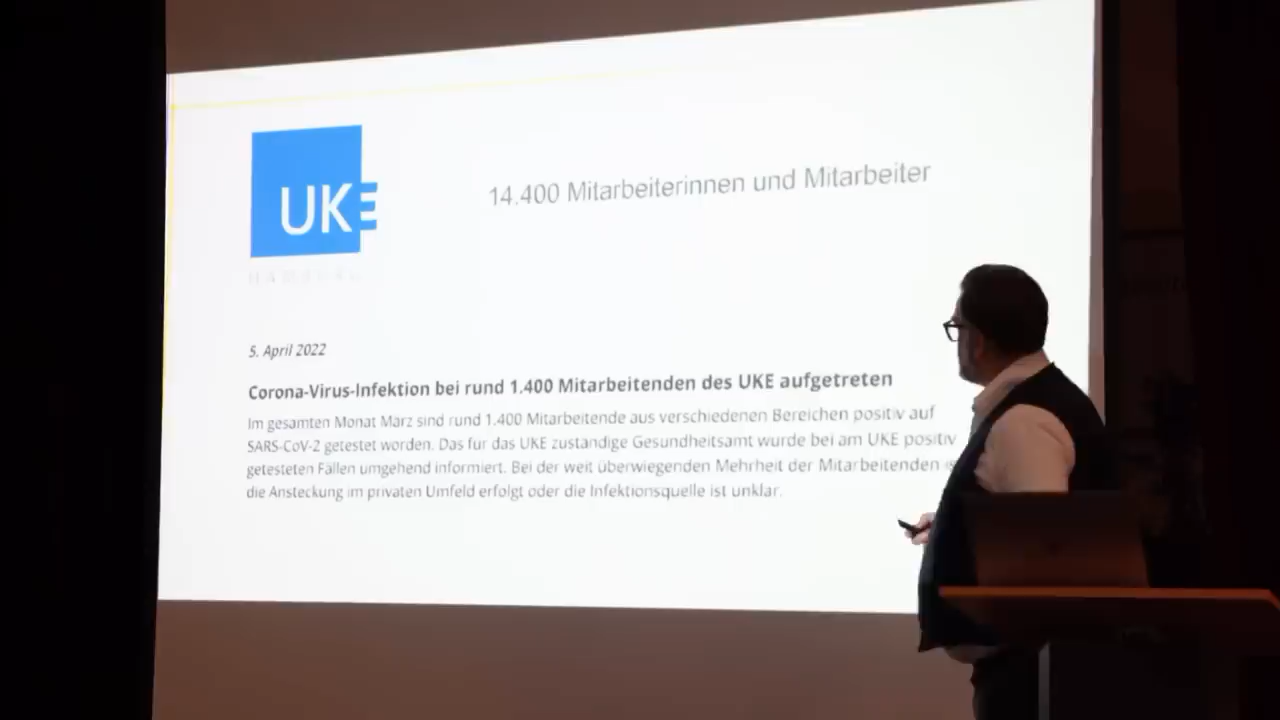 UKE
HAMBURG
14.400 Mitarbeiterinnen und Mitarbeiter
5. April 2022
Corona-Virus-Infektion bei rund 1.400 Mitarbeitenden des UKE aufgetreten
Im gesamten Monat März sind rund 1.400 Mitarbeitende aus verschiedenen Bereichen positiv auf
SARS-CoV-2 getestet worden. Das für das UKE zuständige Gesundheitsamt wurde bei am UKE positiv
getesteten Fällen umgehend informiert. Bei der weit überwiegenden Mehrheit der Mitarbeitenden
die Ansteckung im privaten Umfeld erfolgt oder die Infektionsquelle ist unklar.